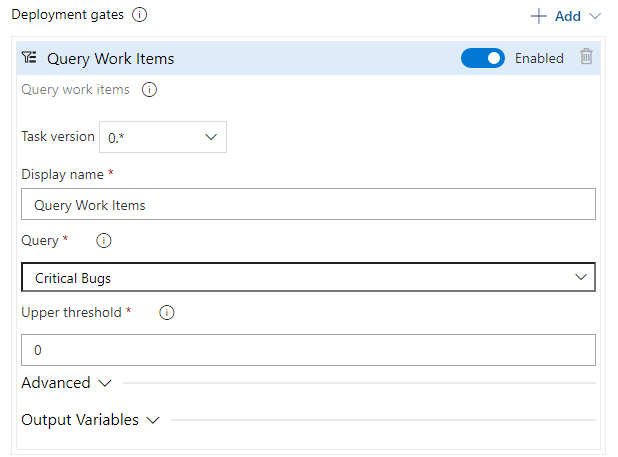 Deployment gates
Add
Query Work Items
Enabled
Query work items
Task version 0.*
Display name *
Query Work Items
Query *
Critical Bugs
Upper threshold *
0
Advanced
Output Variables